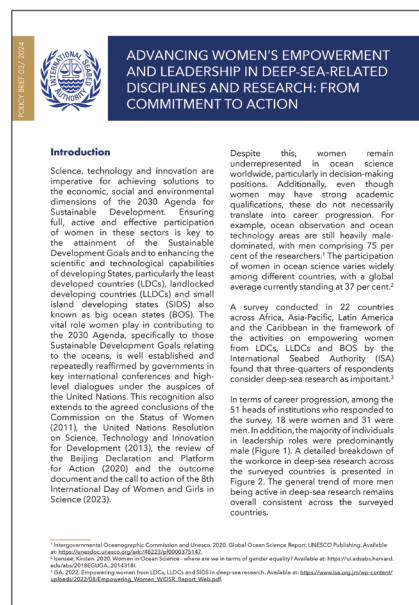 POLICY BRIEF 02/ 2024
INTERNATIONAL SEABED
AUTHORITY
ADVANCING WOMEN'S EMPOWERMENT
AND LEADERSHIP IN DEEP-SEA-RELATED
DISCIPLINES AND RESEARCH: FROM
COMMITMENT TO ACTION
Introduction
Science, technology and innovation are
imperative for achieving solutions to
the economic, social and environmental
dimensions of the 2030 Agenda for
Sustainable Development. Ensuring
full, active and effective participation
of women in these sectors is key to
the attainment of the Sustainable
Development Goals and to enhancing the
scientific and technological capabilities
of developing States, particularly the least
developed countries (LDCs), landlocked
developing countries (LLDCs) and small
island developing states (SIDS) also
known as big ocean states (BOS). The
vital role women play in contributing to
the 2030 Agenda, specifically to those
Sustainable Development Goals relating
to the oceans, is well established and
repeatedly reaffirmed by governments in
key international conferences and high-
level dialogues under the auspices of
the United Nations. This recognition also
extends to the agreed conclusions of the
Commission on the Status of Women
(2011), the United Nations Resolution
on Science, Technology and Innovation
for Development (2013), the review of
the Beijing Declaration and Platform
for Action (2020) and the outcome
document and the call to action of the 8th
International Day of Women and Girls in
Science (2023).
Despite this, women remain
underrepresented in ocean science
worldwide, particularly in decision-making
positions. Additionally, even though
women may have strong academic
qualifications, these do not necessarily
translate into career progression. For
example, ocean observation and ocean
technology areas are still heavily male-
dominated, with men comprising 75 per
cent of the researchers.¹ The participation
of women in ocean science varies widely
among different countries, with a global
average currently standing at 37 per cent.²
A survey conducted in 22 countries
across Africa, Asia-Pacific, Latin America
and the Caribbean in the framework of
the activities on empowering women
from LDCs, LLDCs and BOS by the
International Seabed Authority (ISA)
found that three-quarters of respondents
consider deep-sea research as important.³
In terms of career progression, among the
51 heads of institutions who responded to
the survey, 18 were women and 31 were
men. In addition, the majority of individuals
in leadership roles were predominantly
male (Figure 1). A detailed breakdown of
the workorce in deep-sea research across
the surveyed countries is presented in
Figure 2. The general trend of more men
being active in deep-sea research remains
overall consistent across the surveyed
countries.
¹ Intergovernmental Oceanographic Commission and Unesco. 2020. Global Ocean Science Report. UNESCO Publishing. Available
at: https://unesdoc.unesco.org/ark:/48223/pf0000375147.
² Isensee, Kirsten. 2020. Women in Ocean Science - where are we in terms of gender equality? Available at: https://ui.adsabs.harvard.
edu/abs/2018EGUGA..2014318I.
³ ISA. 2022. Empowering women from LDCs, LLDCs and SIDS in deep-sea research. Available at: https://www.isa.org.jm/wp-content/
uploads/2022/08/Empowering_Women_WIDSR_Report_Web.pdf.